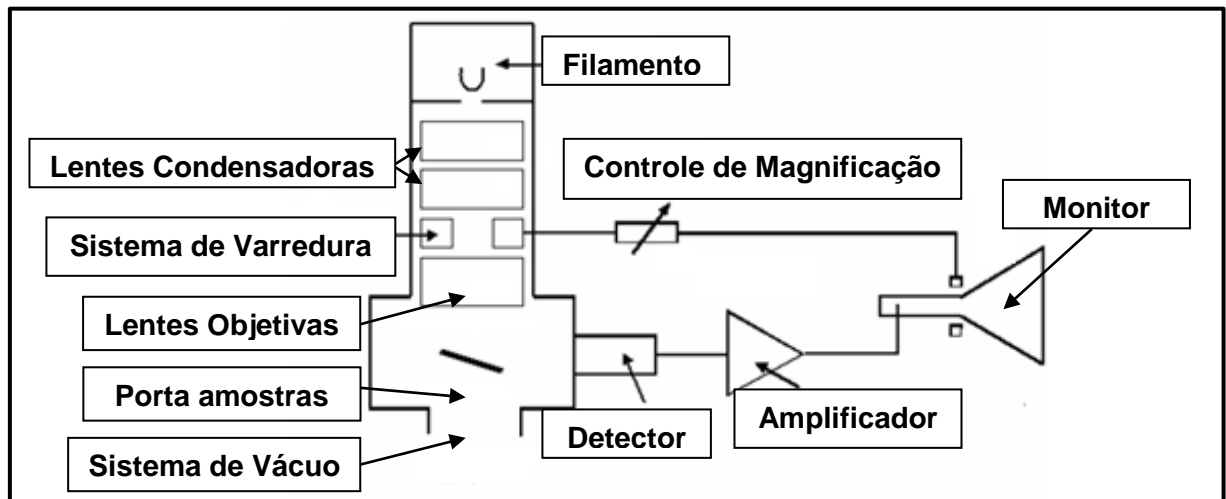 Filamento
Lentes Condensadoras
Controle de Magnificação
Monitor
Sistema de Varredura
Lentes Objetivas
Porta amostras
Amplificador
Detector
Sistema de Vácuo